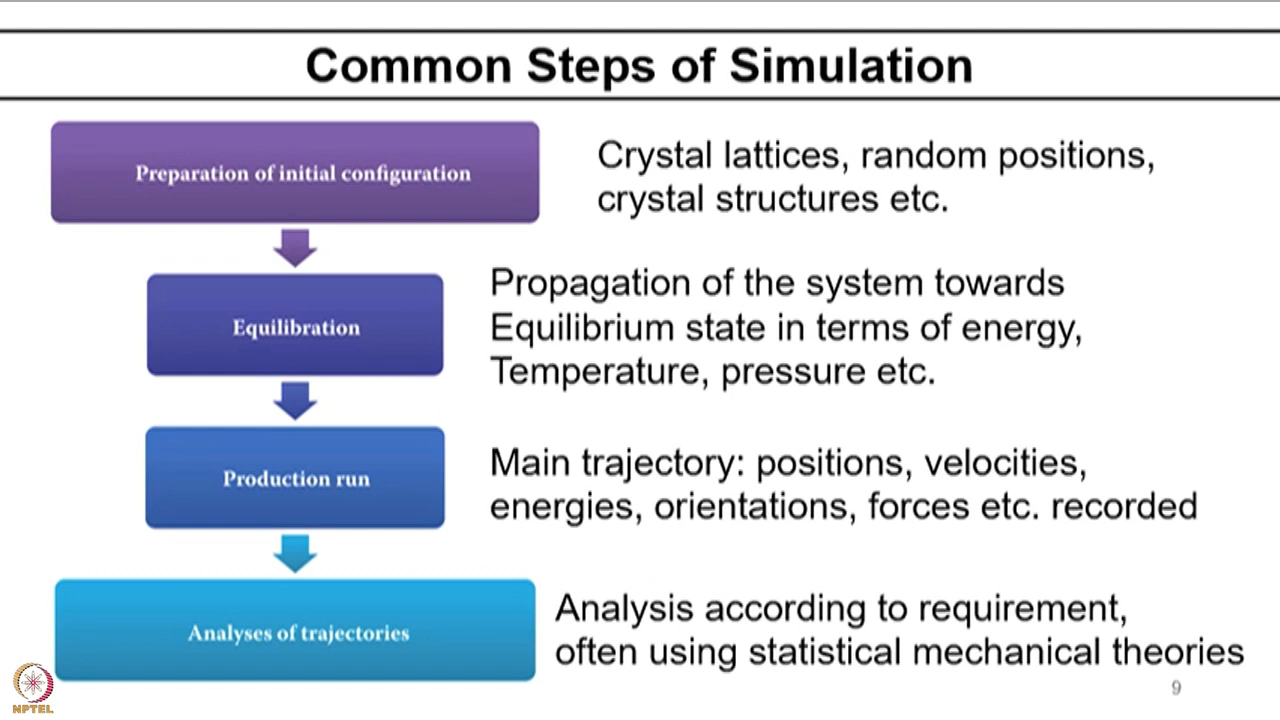 Common Steps of Simulation
Preparation of initial configuration
Crystal lattices, random positions,
crystal structures etc.
Equilibration
Propagation of the system towards
Equilibrium state in terms of energy,
Temperature, pressure etc.
Production run
Main trajectory: positions, velocities,
energies, orientations, forces etc. recorded
Analyses of trajectories
Analysis according to requirement,
often using statistical mechanical theories
NPTEL
9